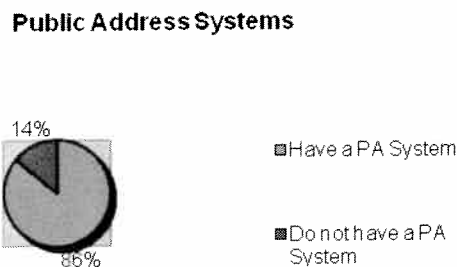 Public Address Systems
14%
Have a PA System
Do not have a PA
System
86%